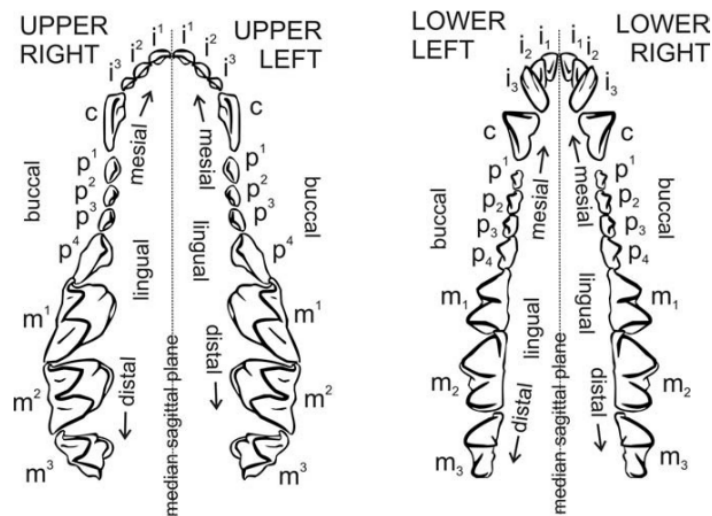 UPPER
RIGHT
UPPER
LEFT
i¹ i¹
i² i²
i³ i³
c c
mesial mesial
p¹ p¹
p² p²
p³ p³
p⁴ p⁴
buccal buccal
lingual lingual
m¹ m¹
distal distal
m² m²
m³ m³
median sagittal plane
LOWER
LEFT
LOWER
RIGHT
i₁ i₁
i₂ i₂
i₃ i₃
c c
mesial mesial
p¹ p¹
p₂ p₂
p₃ p₃
p₄ p₄
buccal buccal
lingual lingual
m₁ m₁
distal distal
m₂ m₂
m₃ m₃
median sagittal plane